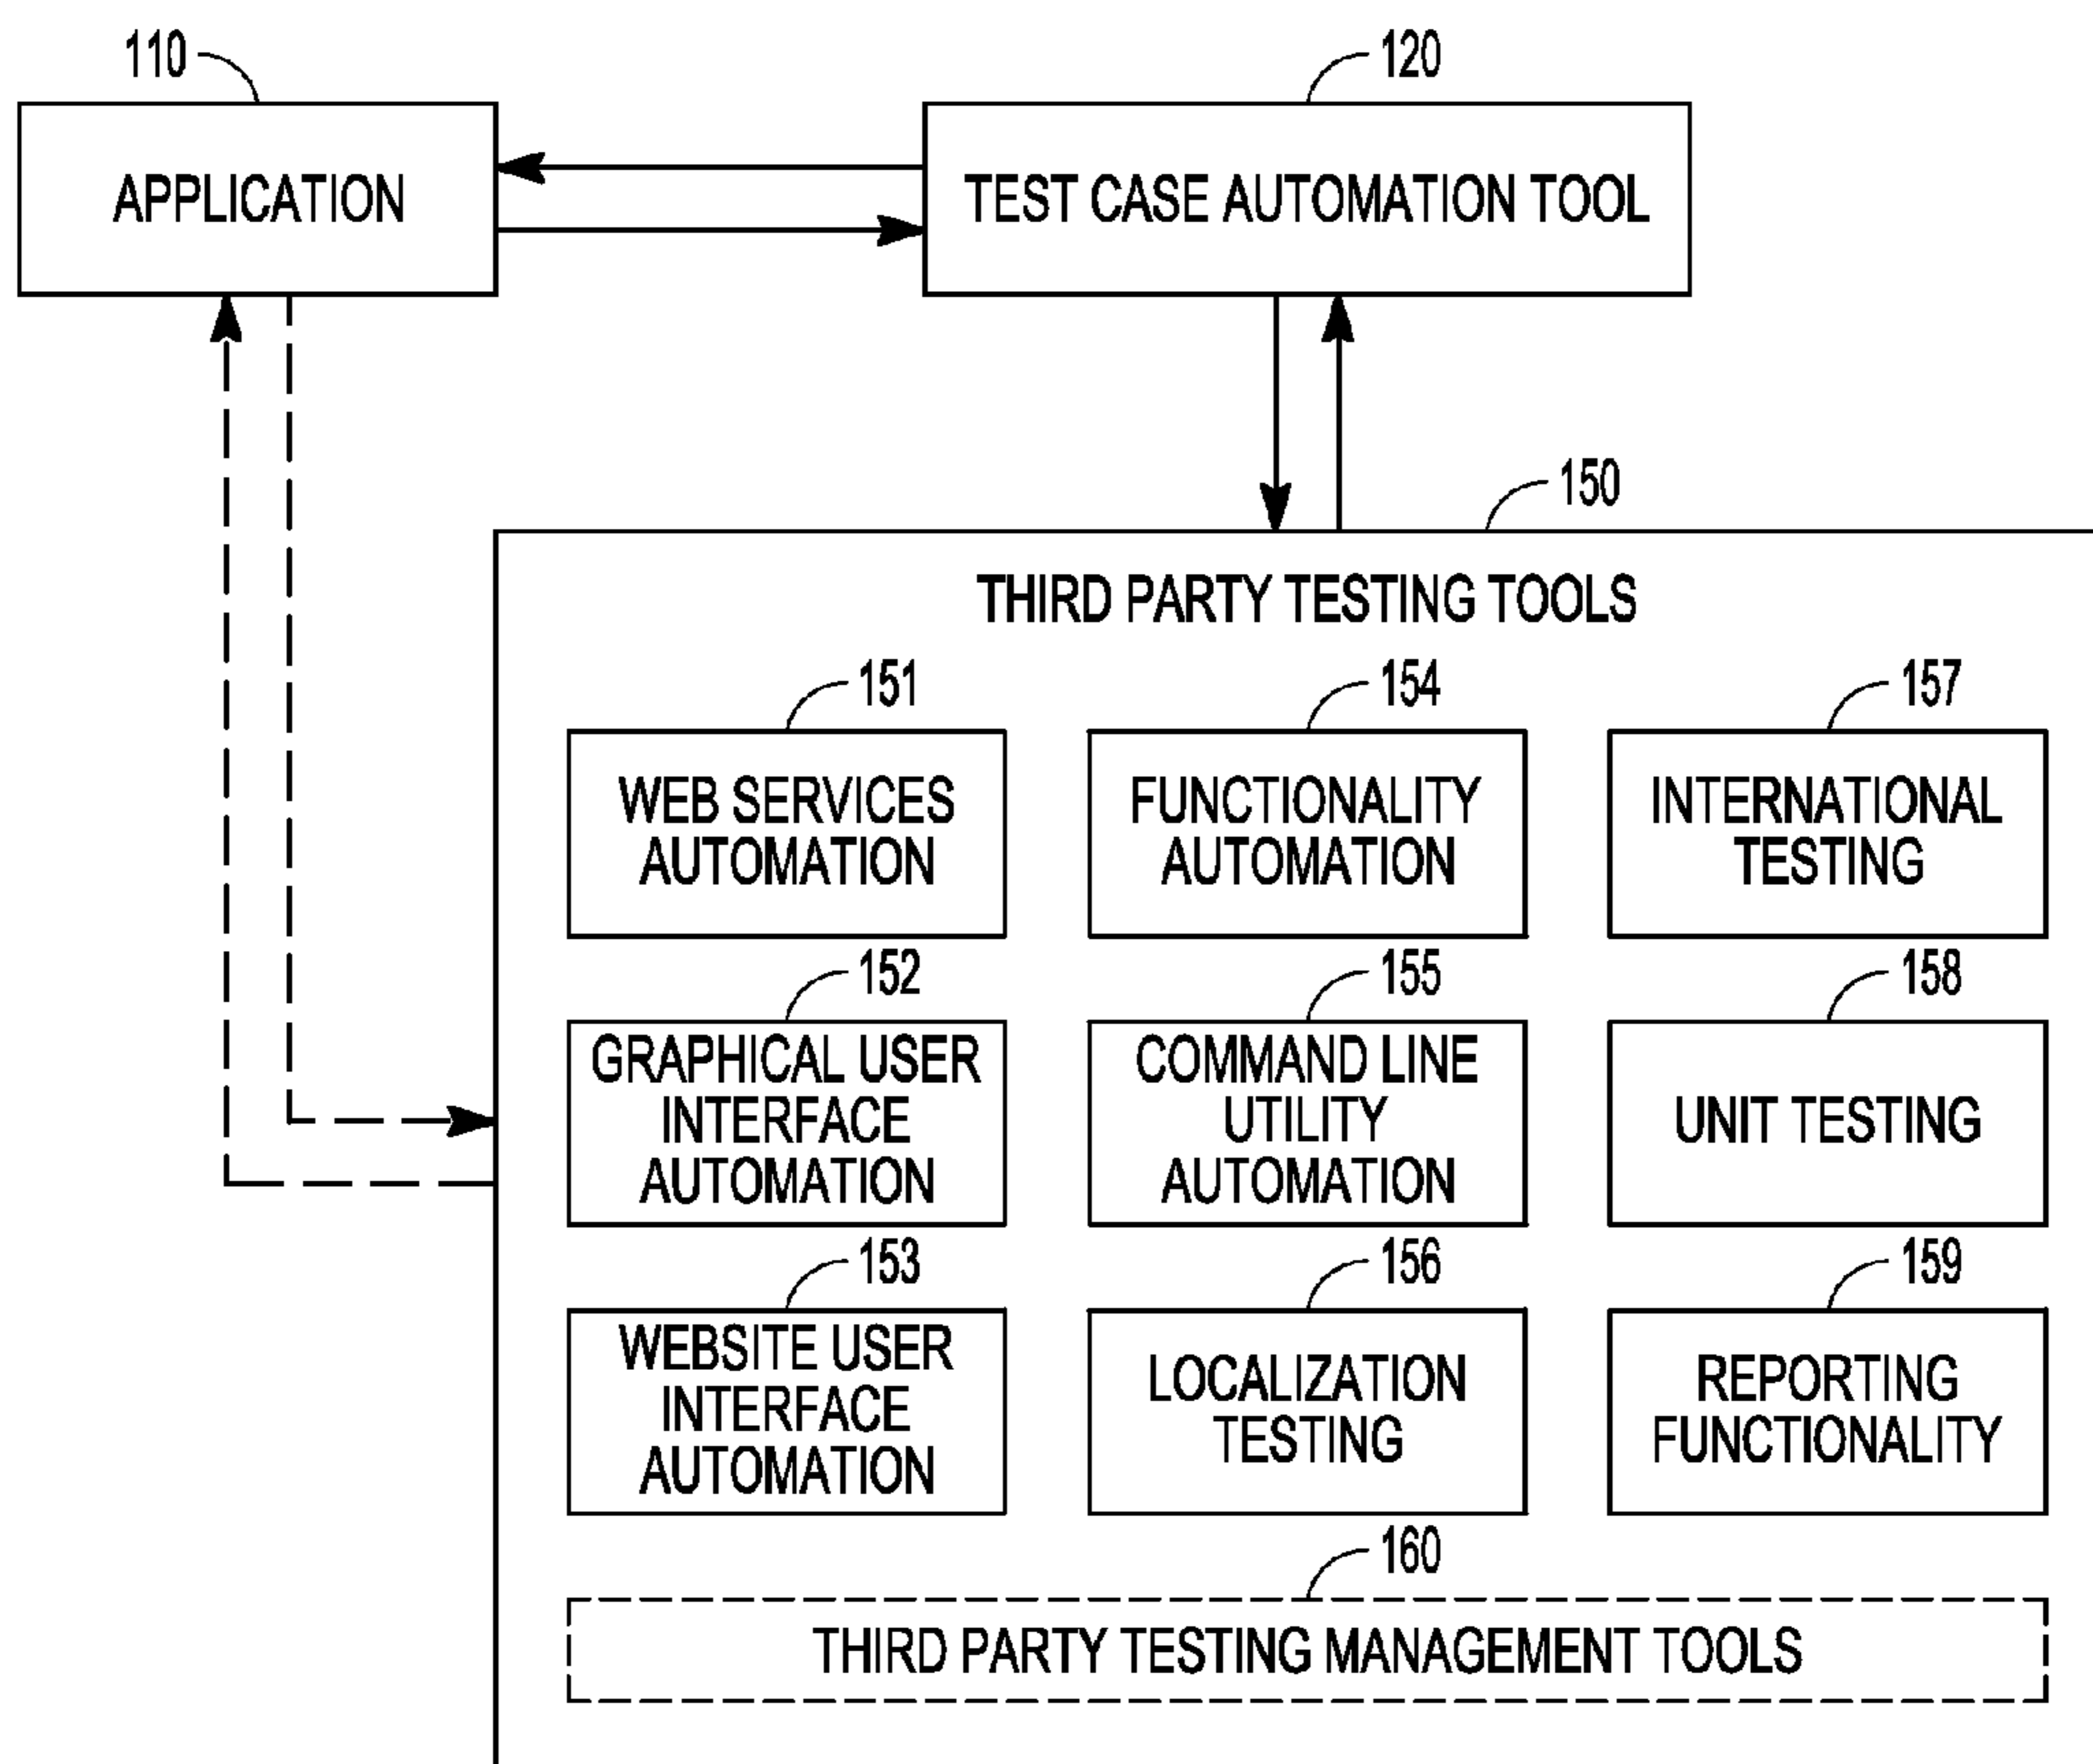 110
120
APPLICATION
TEST CASE AUTOMATION TOOL
150
THIRD PARTY TESTING TOOLS
151
154
157
WEB SERVICES
AUTOMATION
FUNCTIONALITY
AUTOMATION
INTERNATIONAL
TESTING
152
155
158
GRAPHICAL USER
INTERFACE
AUTOMATION
COMMAND LINE
UTILITY
AUTOMATION
UNIT TESTING
153
156
159
WEBSITE USER
INTERFACE
AUTOMATION
LOCALIZATION
TESTING
REPORTING
FUNCTIONALITY
160
THIRD PARTY TESTING MANAGEMENT TOOLS